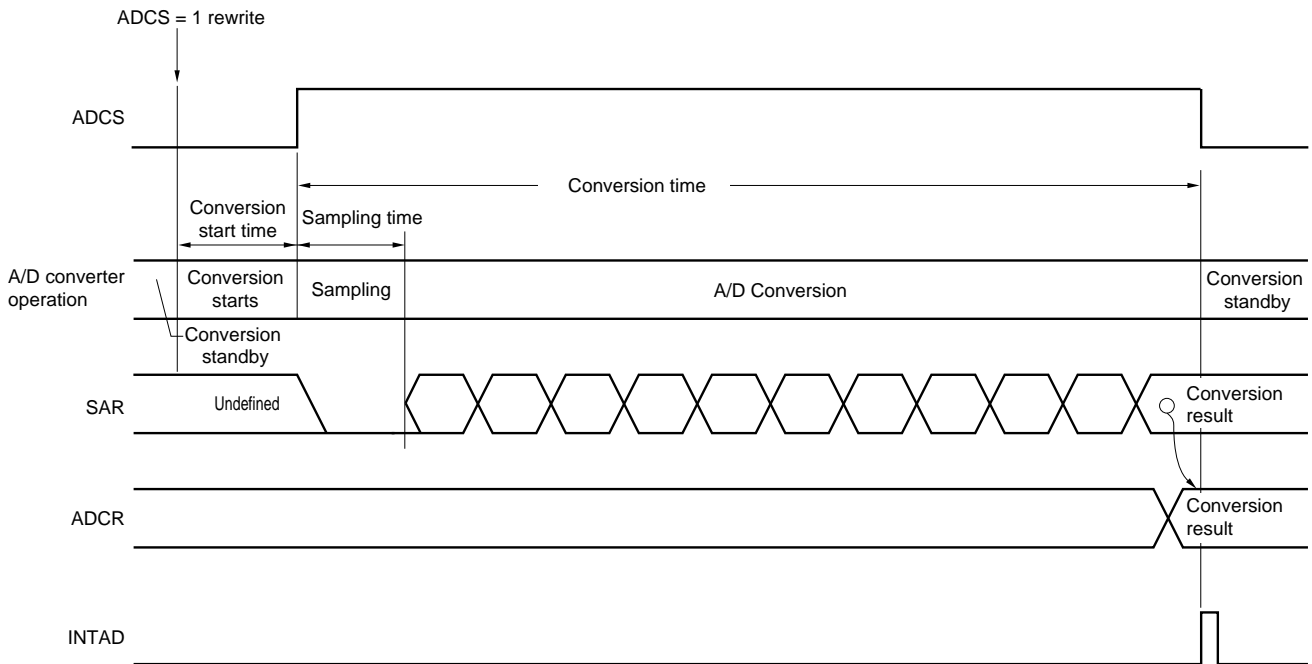 ADCS = 1 rewrite
ADCS
Conversion time
Conversion
start time
Sampling time
A/D converter
operation
Conversion
starts
Sampling
A/D Conversion
Conversion
standby
Conversion
standby
SAR
Undefined
Conversion
result
ADCR
Conversion
result
INTAD